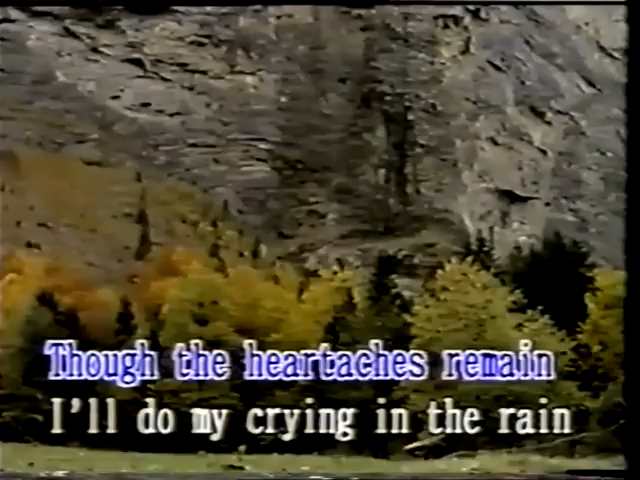 Though the heartaches remain
I'll do my crying in the rain